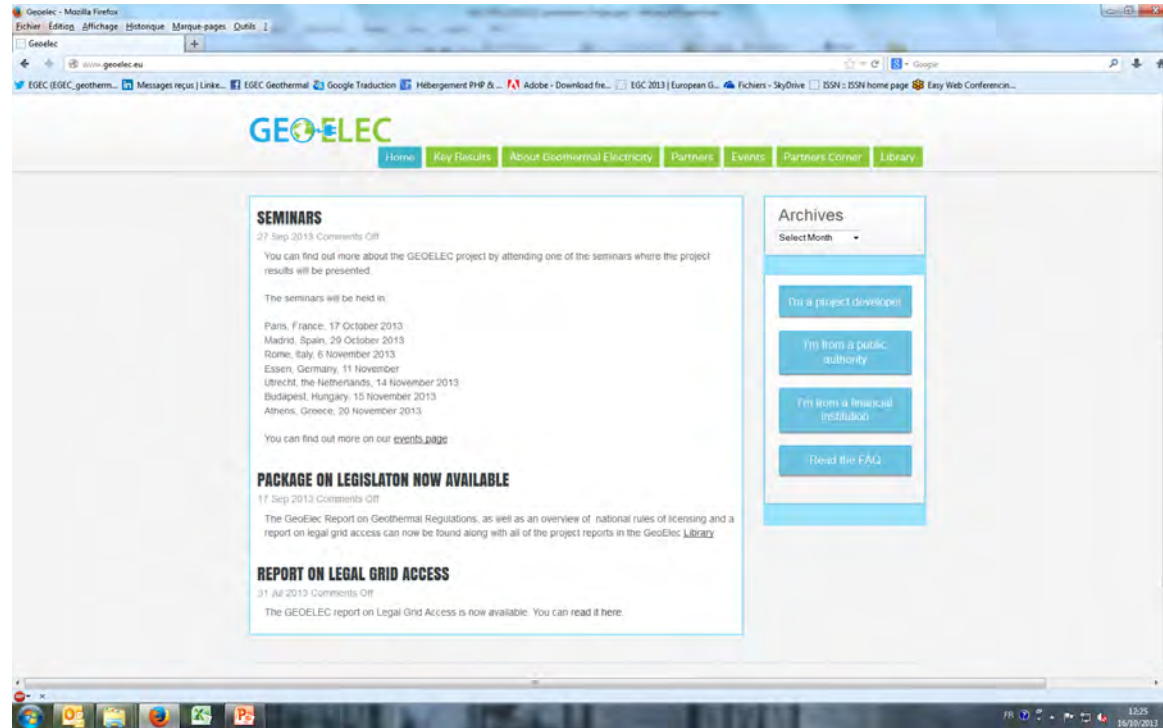 Geoelec - Mozilla Firefox
Fichier Edition Affichage Historique Marque-pages Outils ?
Geoelec
www.geoelec.eu
Google
EGEC (EGEC_geotherm... Messages reçus | Linke... EGEC Geothermal Google Traduction Hébergement PHP & ... Adobe - Download fre... EGC 2013 | European G... Fichiers - SkyDrive ISSN :: ISSN home page Easy Web Conferencin...
GEOELEC
Home Key Results About Geothermal Electricity Partners Events Partners Corner Library
SEMINARS
27 Sep 2013 Comments Off
You can find out more about the GEOELEC project by attending one of the seminars where the project
results will be presented.
The seminars will be held in:
Paris, France, 17 October 2013
Madrid, Spain, 29 October 2013
Rome, Italy, 6 November 2013
Essen, Germany, 11 November
Utrecht, the Netherlands, 14 November 2013
Budapest, Hungary, 15 November 2013
Athens, Greece, 20 November 2013
You can find out more on our events page
PACKAGE ON LEGISLATON NOW AVAILABLE
17 Sep 2013 Comments Off
The GeoElec Report on Geothermal Regulations, as well as an overview of national rules of licensing and a
report on legal grid access can now be found along with all of the project reports in the GeoElec Library
REPORT ON LEGAL GRID ACCESS
31 Jul 2013 Comments Off
The GEOELEC report on Legal Grid Access is now available. You can read it here.
Archives
Select Month
I'm a project developer
I'm from a public
authority
I'm from a financial
institution
Read the FAQ
FR
12:25
16/10/2013